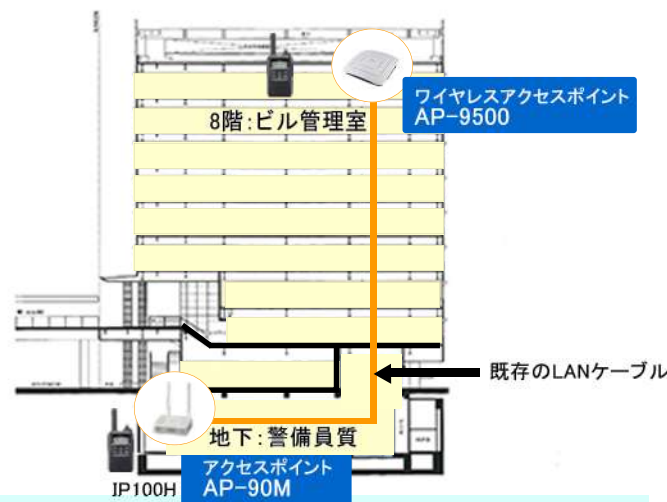 8階:ビル管理室
ワイヤレスアクセスポイント
AP-9500
既存のLANケーブル
地下:警備員質
アクセスポイント
AP-90M
IP100H